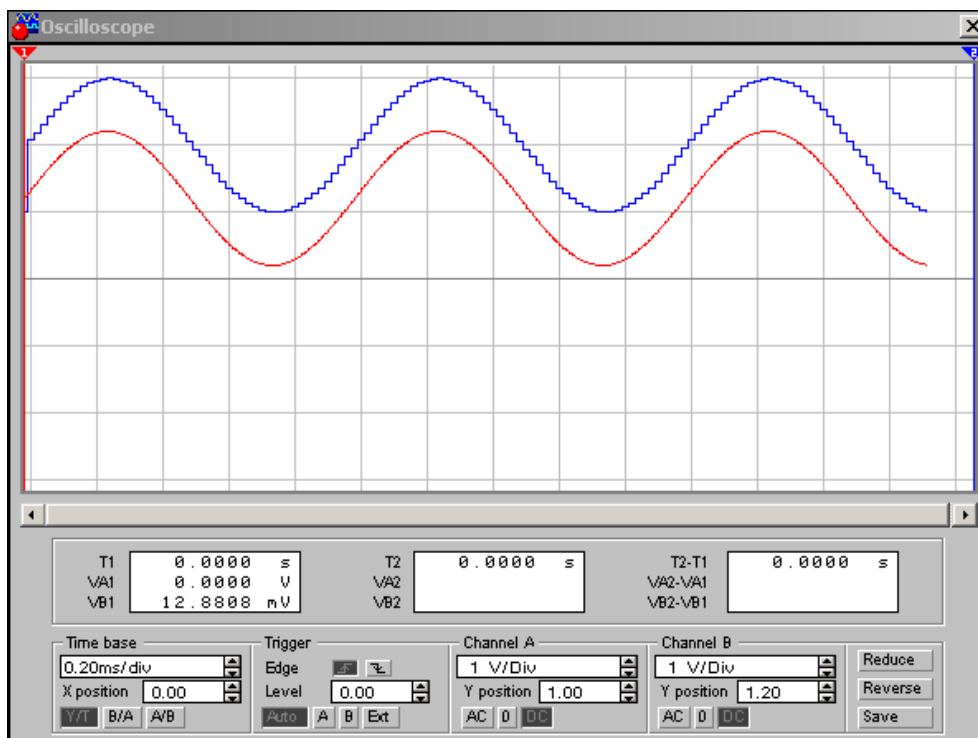 Oscilloscope
1 2
T1 0.0000 s T2 0.0000 s T2-T1 0.0000 s
VA1 0.0000 V VA2 VA2-VA1
VB1 12.8808 mV VB2 VB2-VB1
Time base Trigger Channel A Channel B
0.20ms/div Edge 1 V/Div 1 V/Div Reduce
X position 0.00 Level 0.00 Y position 1.00 Y position 1.20 Reverse
Y/T B/A A/B Auto A B Ext AC 0 DC AC 0 DC Save